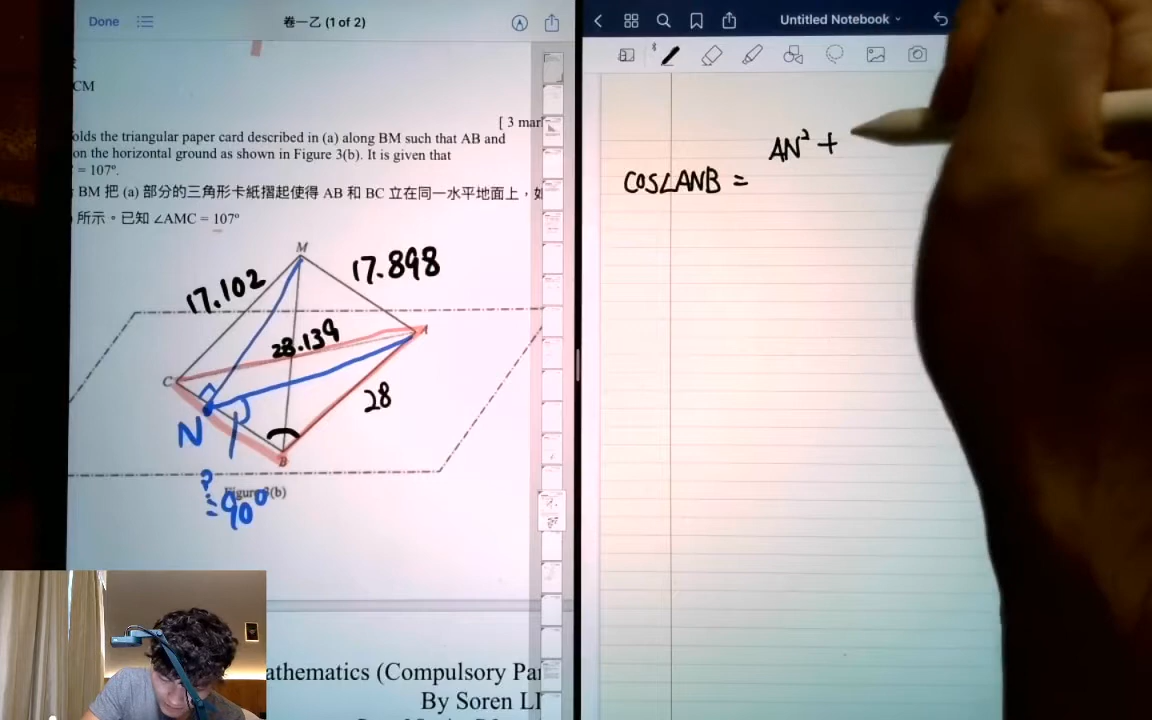 Done
卷一乙 (1 of 2)
Untitled Notebook
CM
[ 3 mar
olds the triangular paper card described in (a) along BM such that AB and
on the horizontal ground as shown in Figure 3(b). It is given that
= 107º.
BM 把 (a) 部分的三角形卡紙摺起使得 AB 和 BC 立在同一水平地面上，如
所示。已知 ∠AMC = 107º
M
17.102
17.898
28.139
A
C
28
N
B
?
= 90°
Figure 3(b)
AN² +
COS∠ANB =
athematics (Compulsory Pa
By Soren LI